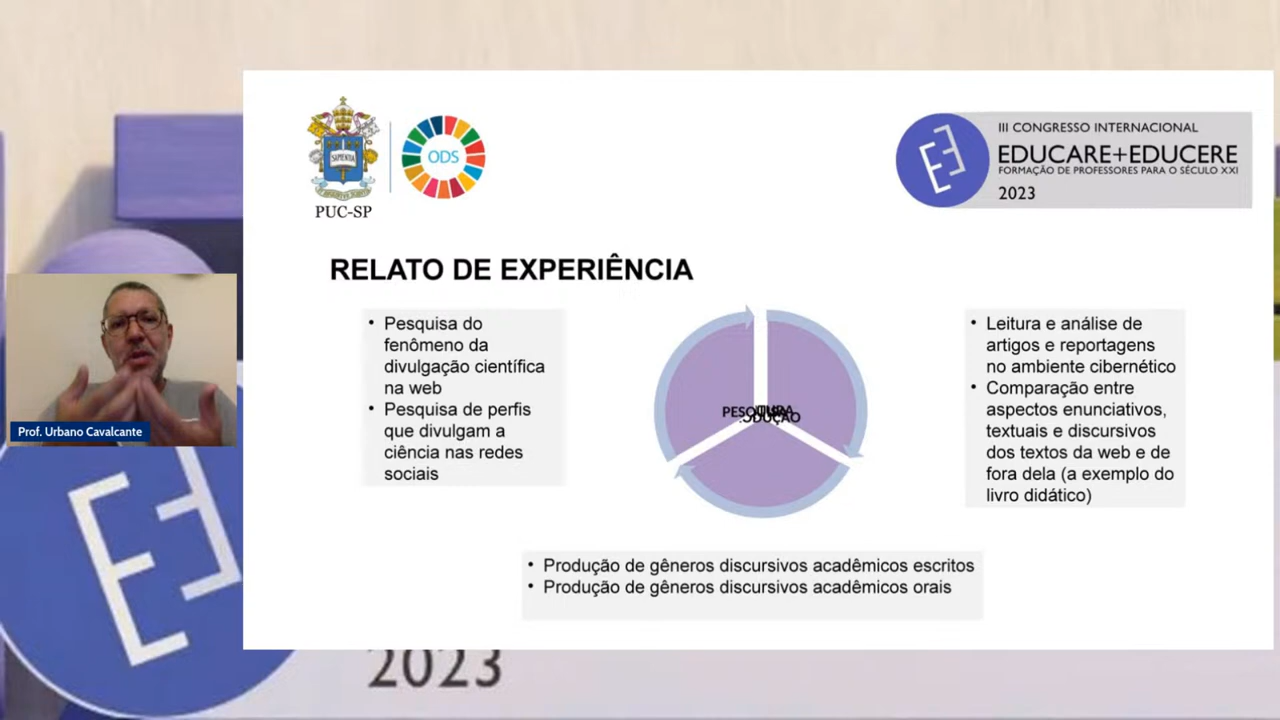 SAPIENTIA
PUC-SP
ODS
III CONGRESSO INTERNACIONAL
EDUCARE+EDUCERE
FORMAÇÃO DE PROFESSORES PARA O SÉCULO XXI
2023
RELATO DE EXPERIÊNCIA
• Pesquisa do
fenômeno da
divulgação científica
na web
• Pesquisa de perfis
que divulgam a
ciência nas redes
sociais
• Leitura e análise de
artigos e reportagens
no ambiente cibernético
• Comparação entre
aspectos enunciativos,
textuais e discursivos
dos textos da web e de
fora dela (a exemplo do
livro didático)
• Produção de gêneros discursivos acadêmicos escritos
• Produção de gêneros discursivos acadêmicos orais
Prof. Urbano Cavalcante
2023